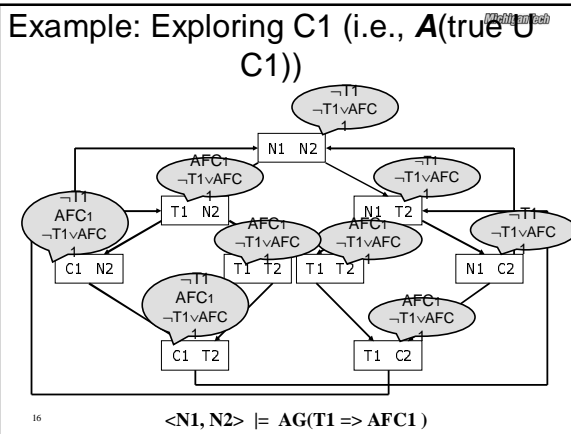 Example: Exploring C1 (i.e., A(true U
C1))
MichiganTech
¬T1
¬T1∨AFC
1
N1 N2
AFC1
¬T1∨AFC
1
T1 N2
¬T1
¬T1∨AFC
1
N1 T2
¬T1
AFC1
¬T1∨AFC
1
C1 N2
AFC1
¬T1∨AFC
1
T1 T2
AFC1
¬T1∨AFC
1
T1 T2
¬T1
¬T1∨AFC
1
N1 C2
¬T1
AFC1
¬T1∨AFC
1
C1 T2
AFC1
¬T1∨AFC
1
T1 C2
16
<N1, N2> |= AG(T1 => AFC1 )